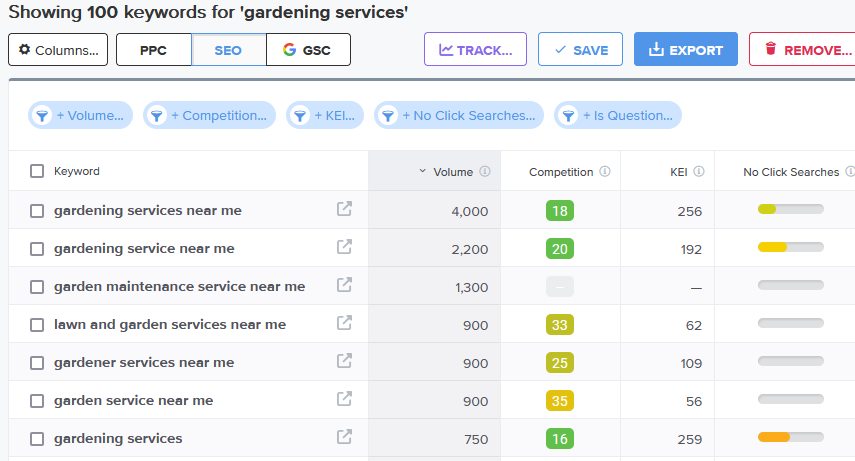 Showing 100 keywords for 'gardening services'
Columns... PPC SEO GSC TRACK... SAVE EXPORT REMOVE...
+ Volume... + Competition... + KEI... + No Click Searches... + Is Question...
Keyword Volume Competition KEI No Click Searches
gardening services near me 4,000 18 256
gardening service near me 2,200 20 192
garden maintenance service near me 1,300 — —
lawn and garden services near me 900 33 62
gardener services near me 900 25 109
garden service near me 900 35 56
gardening services 750 16 259